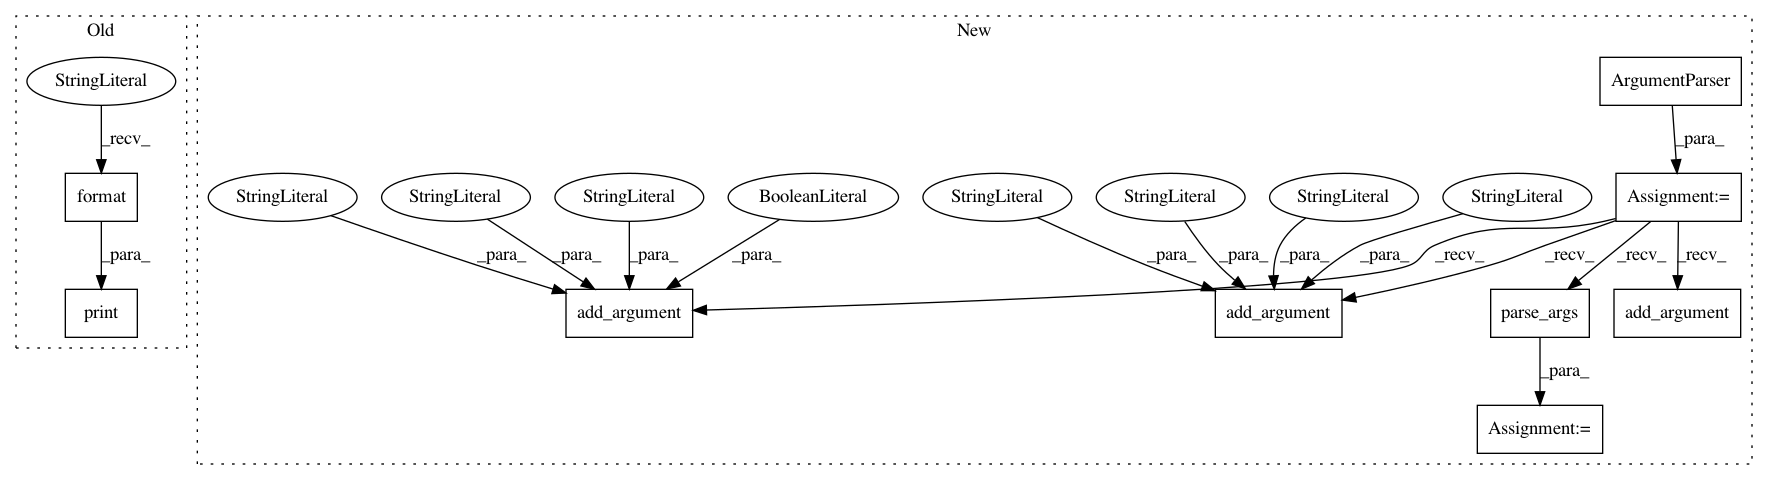 Old
New
StringLiteral
ArgumentParser
_recv_
_para_
format
StringLiteral
StringLiteral
StringLiteral
BooleanLiteral
StringLiteral
StringLiteral
StringLiteral
StringLiteral
Assignment:=
_para_
_para_
_para_
_para_
_para_
_para_
_para_
_para_
_para_
_recv_
_recv_
_recv_
_recv_
print
add_argument
add_argument
parse_args
add_argument
_para_
Assignment:=